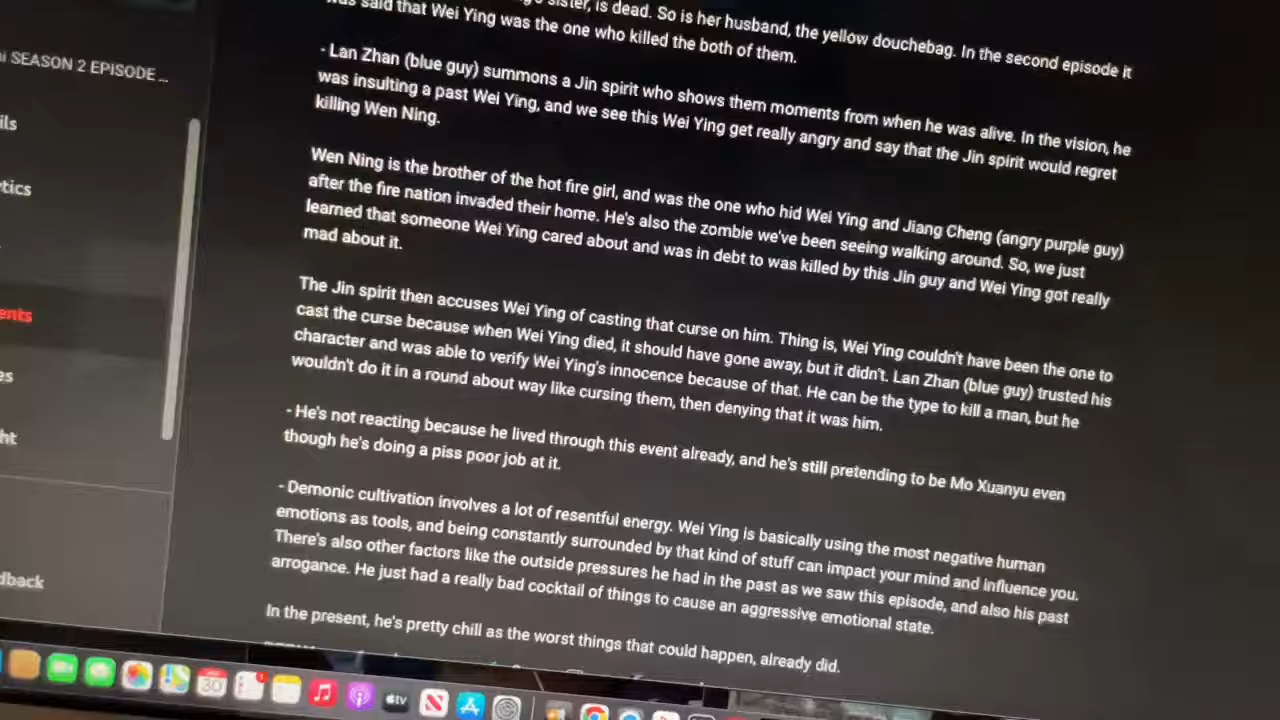 sister, is dead. So is her husband, the yellow douchebag. In the second episode it
was said that Wei Ying was the one who killed the both of them.
- Lan Zhan (blue guy) summons a Jin spirit who shows them moments from when he was alive. In the vision, he
was insulting a past Wei Ying, and we see this Wei Ying get really angry and say that the Jin spirit would regret
killing Wen Ning.
Wen Ning is the brother of the hot fire girl, and was the one who hid Wei Ying and Jiang Cheng (angry purple guy)
after the fire nation invaded their home. He's also the zombie we've been seeing walking around. So, we just
learned that someone Wei Ying cared about and was in debt to was killed by this Jin guy and Wei Ying got really
mad about it.
The Jin spirit then accuses Wei Ying of casting that curse on him. Thing is, Wei Ying couldn't have been the one to
cast the curse because when Wei Ying died, it should have gone away, but it didn't. Lan Zhan (blue guy) trusted his
character and was able to verify Wei Ying's innocence because of that. He can be the type to kill a man, but he
wouldn't do it in a round about way like cursing them, then denying that it was him.
- He's not reacting because he lived through this event already, and he's still pretending to be Mo Xuanyu even
though he's doing a piss poor job at it.
- Demonic cultivation involves a lot of resentful energy. Wei Ying is basically using the most negative human
emotions as tools, and being constantly surrounded by that kind of stuff can impact your mind and influence you.
There's also other factors like the outside pressures he had in the past as we saw this episode, and also his past
arrogance. He just had a really bad cocktail of things to cause an aggressive emotional state.
In the present, he's pretty chill as the worst things that could happen, already did.
SEASON 2 EPISODE ...
ils
tics
ents
es
ht
dback
30
tv